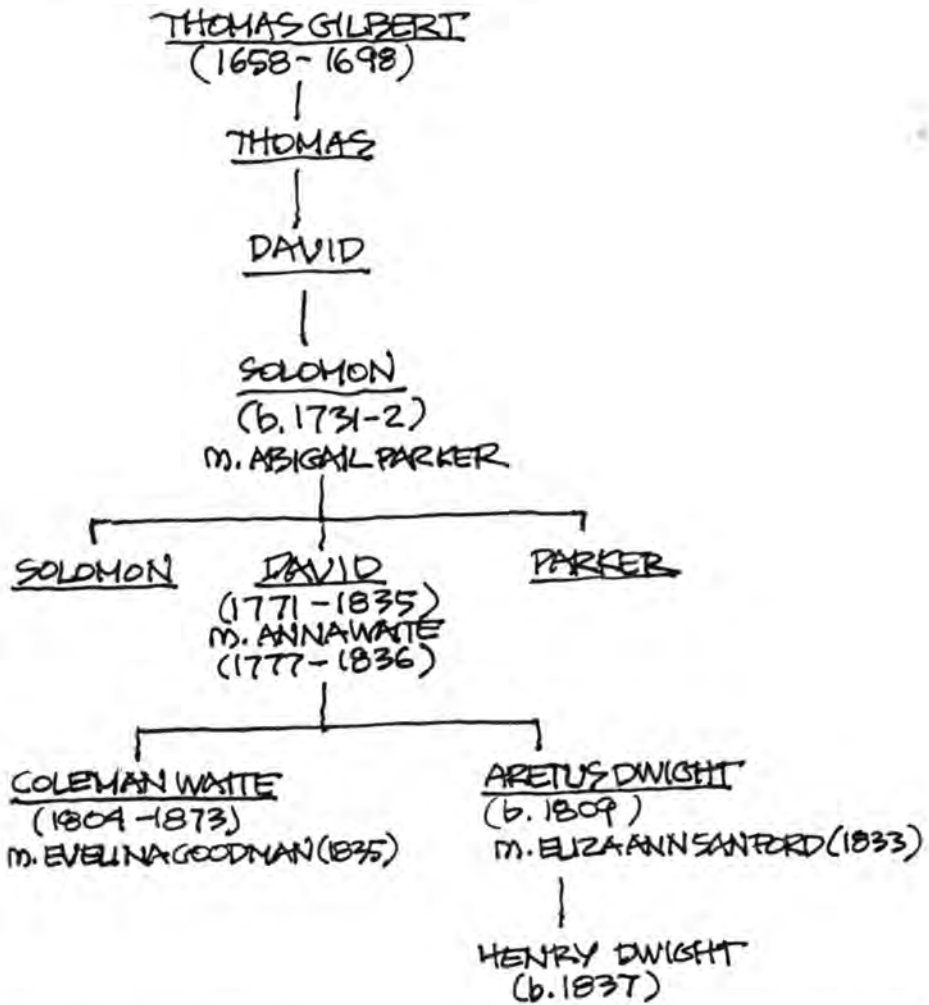 THOMAS GILBERT
(1658-1698)
THOMAS
DAVID
SOLOMON
(b. 1731-2)
m. ABIGAIL PARKER
SOLOMON
DAVID
PARKER
(1771-1835)
m. ANNA WAITE
(1777-1836)
COLEMAN WAITE
ARETUS DWIGHT
(1804-1873)
(b. 1809)
m. EVELINA GOODMAN (1835)
m. ELIZA ANN SANFORD (1833)
HENRY DWIGHT
(b. 1837)